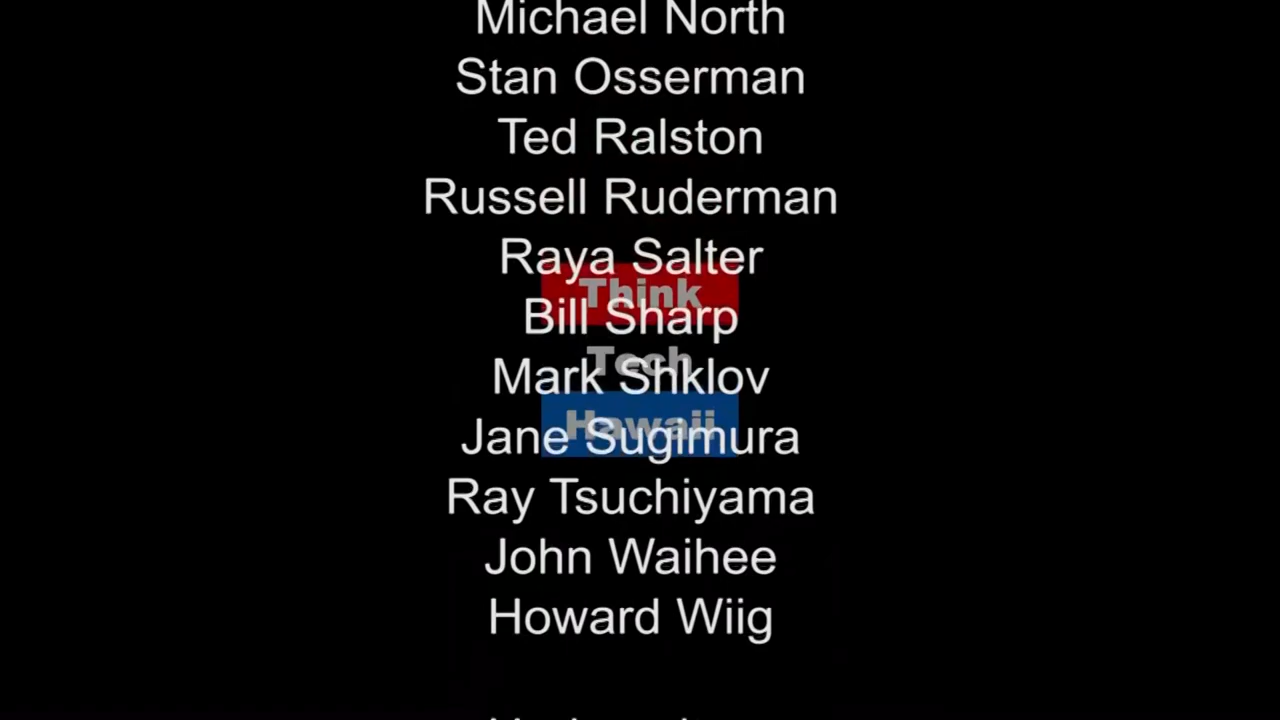 Michael North
Stan Osserman
Ted Ralston
Russell Ruderman
Raya Salter
Think
Bill Sharp
Tech
Mark Shklov
Hawaii
Jane Sugimura
Ray Tsuchiyama
John Waihee
Howard Wiig